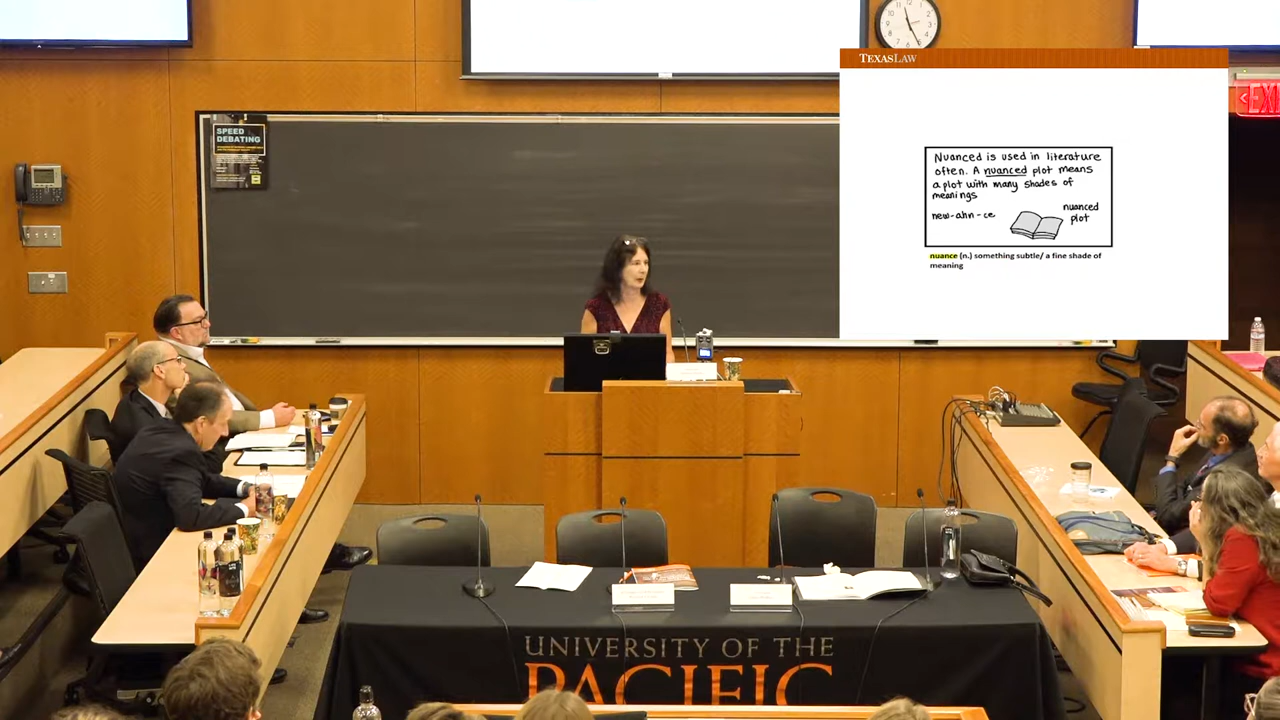 TEXAS LAW
EXI
SPEED
DEBATING
Nuanced is used in literature
often. A nuanced plot means
a plot with many shades of
meanings
new-ahn-ce
nuanced
plot
nuance (n.) something subtle/ a fine shade of
meaning
UNIVERSITY OF THE
PACIFIC